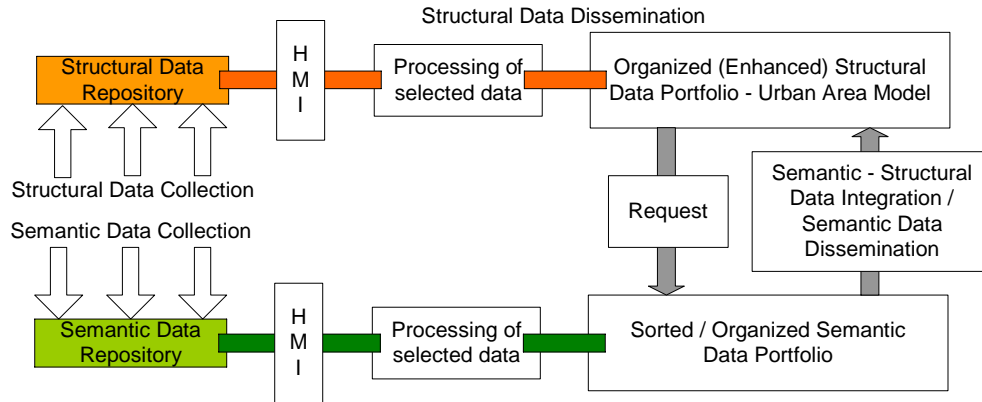 Structural Data Dissemination
Structural Data
Repository
H
M
I
Processing of
selected data
Organized (Enhanced) Structural
Data Portfolio - Urban Area Model
Structural Data Collection
Semantic Data Collection
Request
Semantic - Structural
Data Integration /
Semantic Data
Dissemination
Semantic Data
Repository
H
M
I
Processing of
selected data
Sorted / Organized Semantic
Data Portfolio